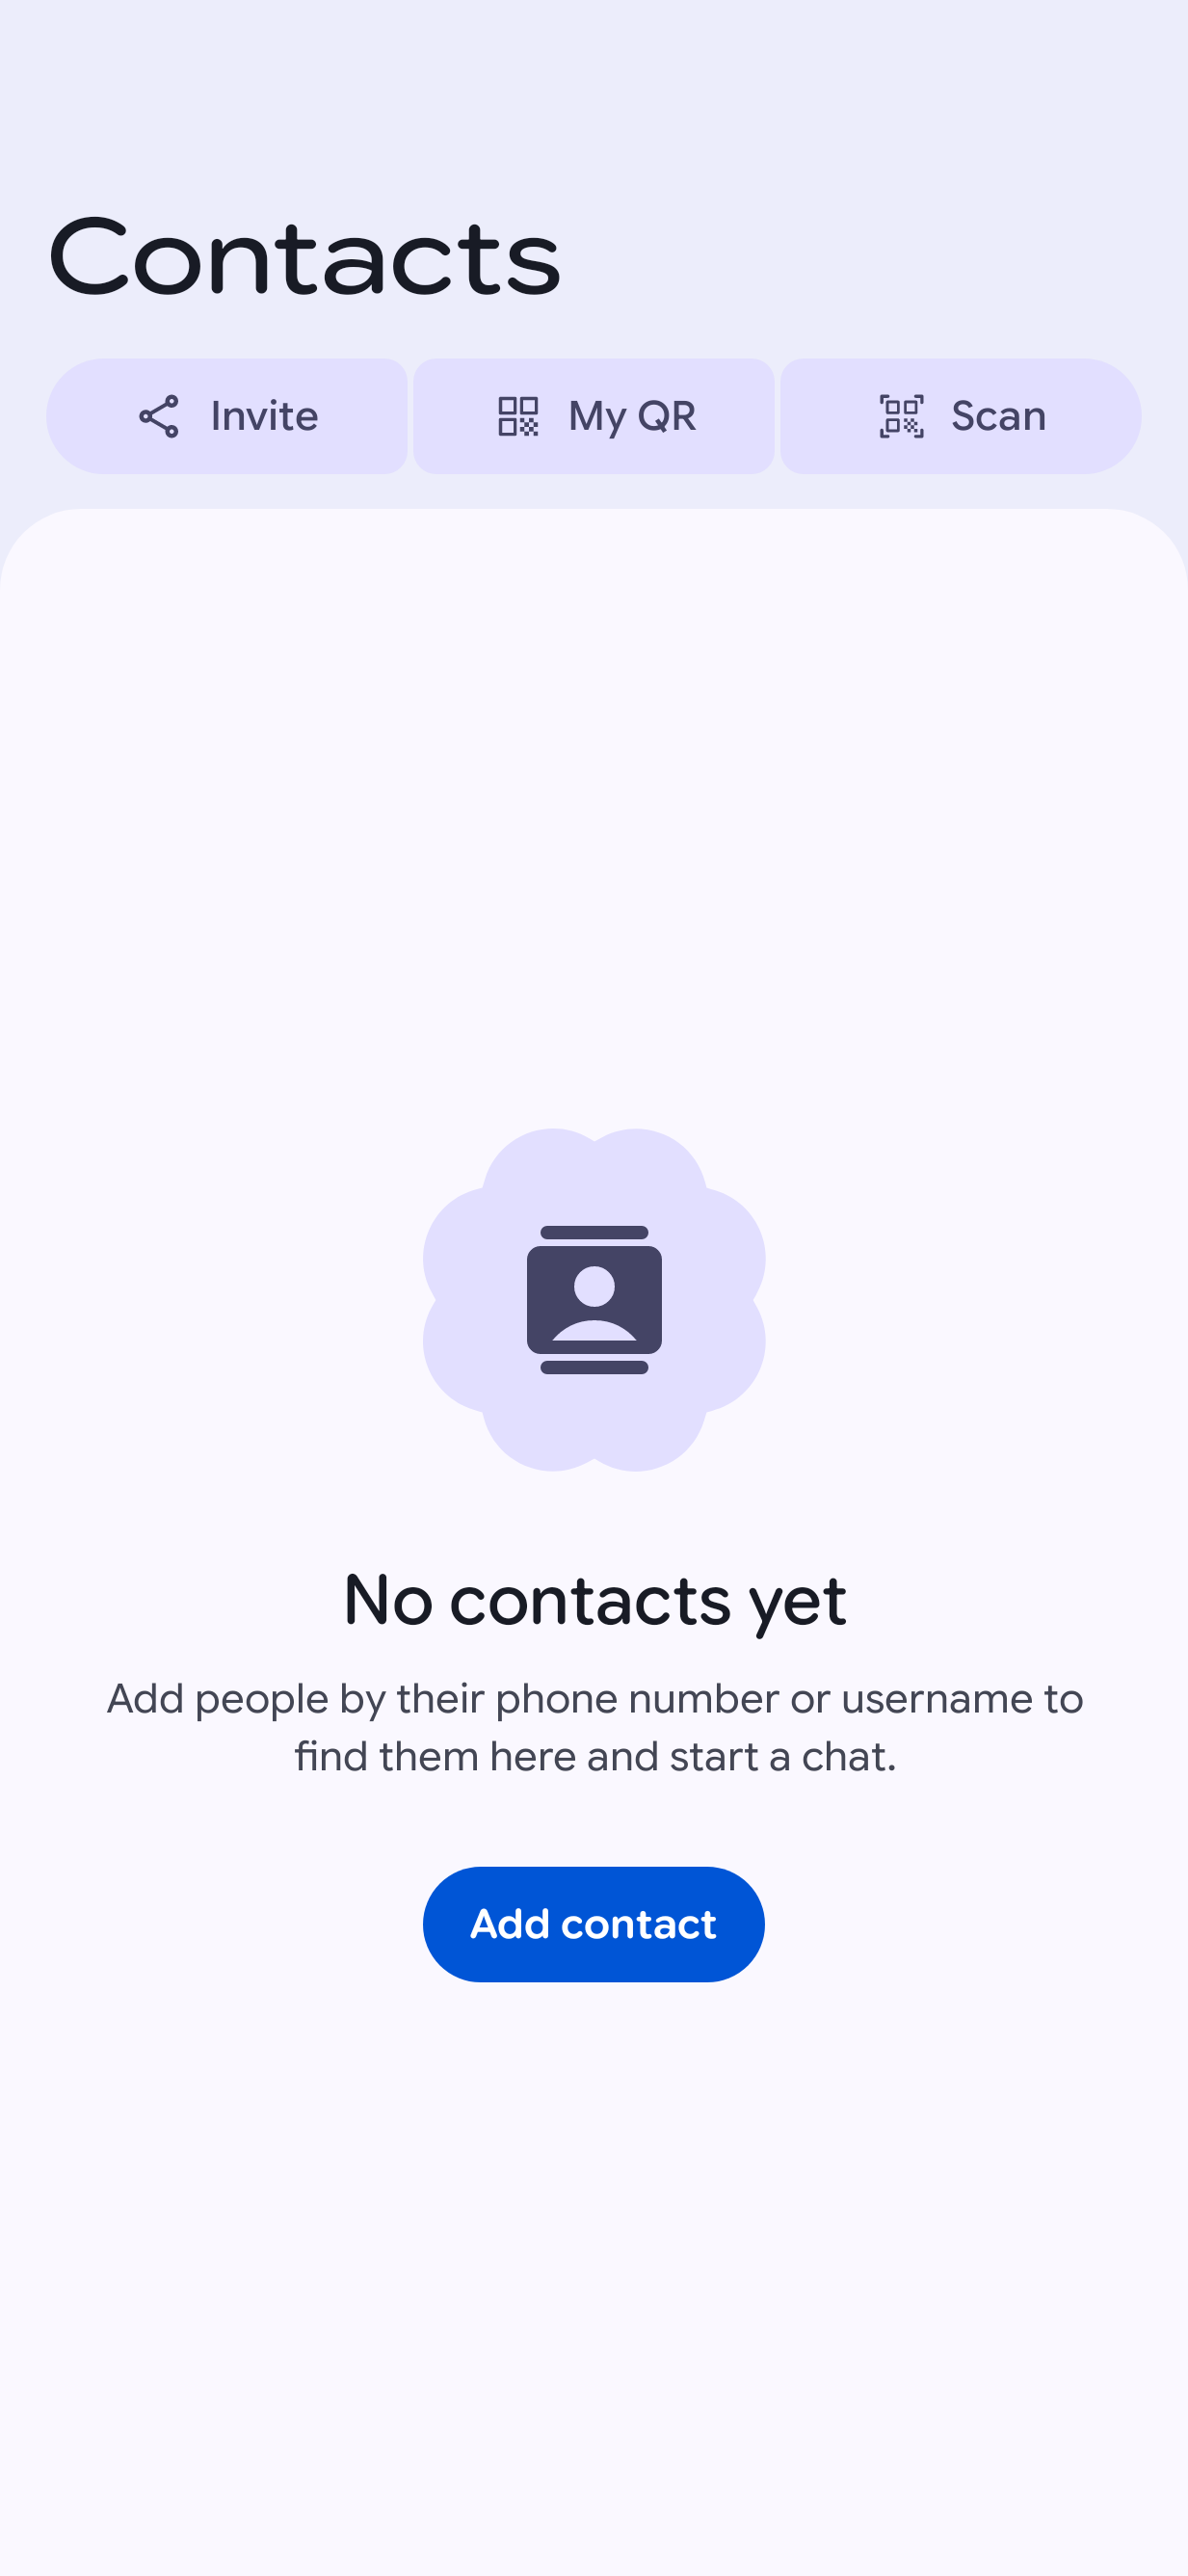 Contacts
Invite
My QR
Scan
No contacts yet
Add people by their phone number or username to
find them here and start a chat.
Add contact